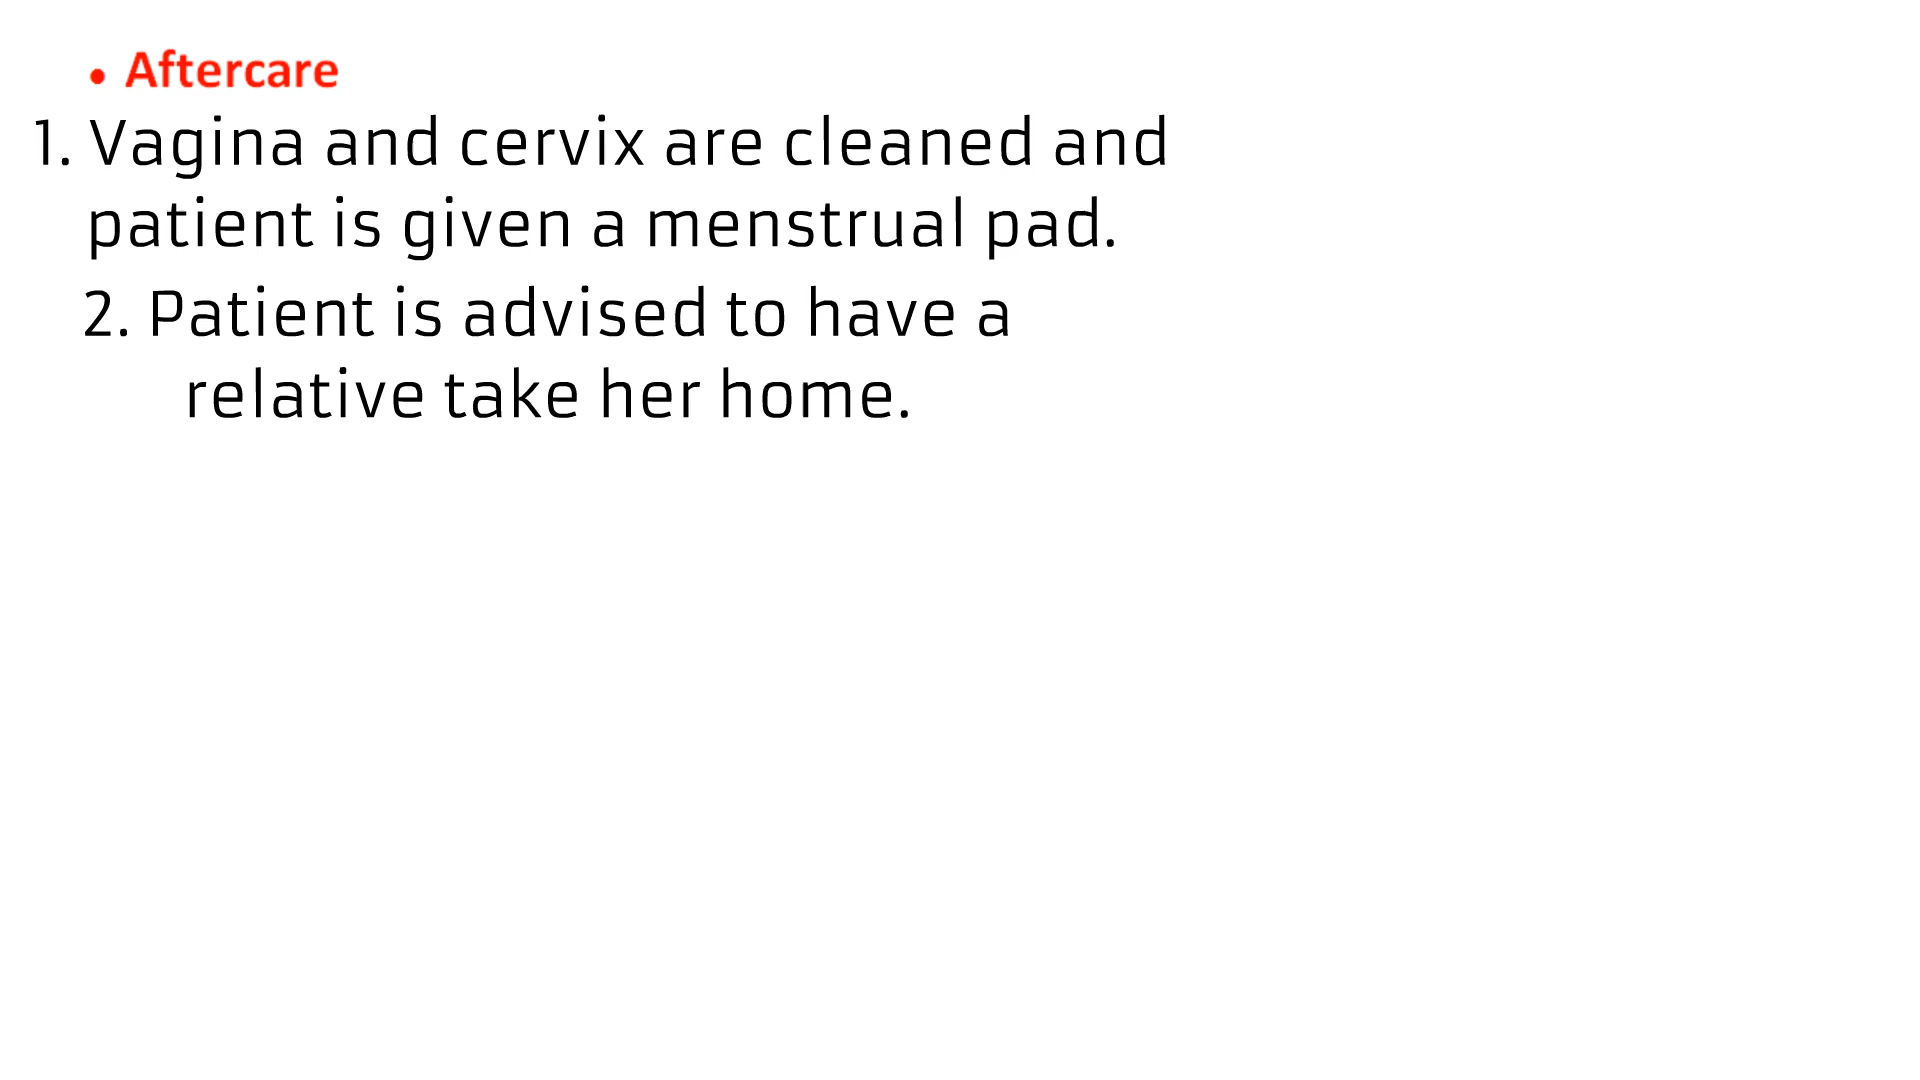 • Aftercare
1. Vagina and cervix are cleaned and
patient is given a menstrual pad.
2. Patient is advised to have a
relative take her home.